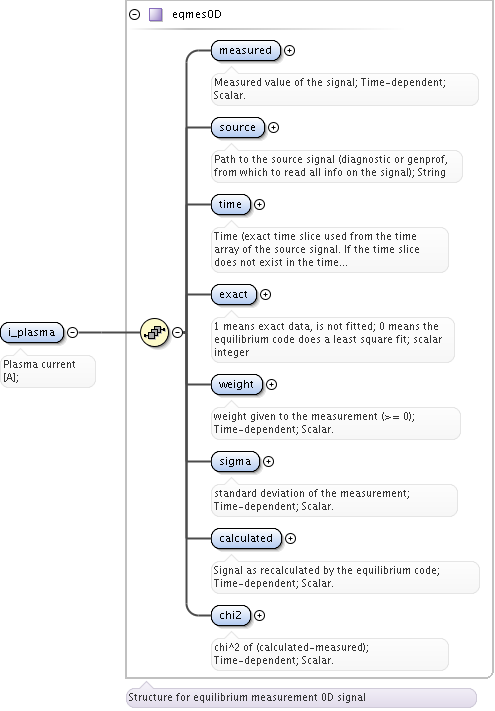 eqmes0D
measured
Measured value of the signal; Time-dependent;
Scalar.
source
Path to the source signal (diagnostic or genprof,
from which to read all info on the signal); String
time
Time (exact time slice used from the time
array of the source signal. If the time slice
does not exist in the time...
exact
1 means exact data, is not fitted; 0 means the
equilibrium code does a least square fit; scalar
integer
i_plasma
Plasma current
[A];
weight
weight given to the measurement (>= 0);
Time-dependent; Scalar.
sigma
standard deviation of the measurement;
Time-dependent; Scalar.
calculated
Signal as recalculated by the equilibrium code;
Time-dependent; Scalar.
chi2
chi^2 of (calculated-measured);
Time-dependent; Scalar.
Structure for equilibrium measurement 0D signal